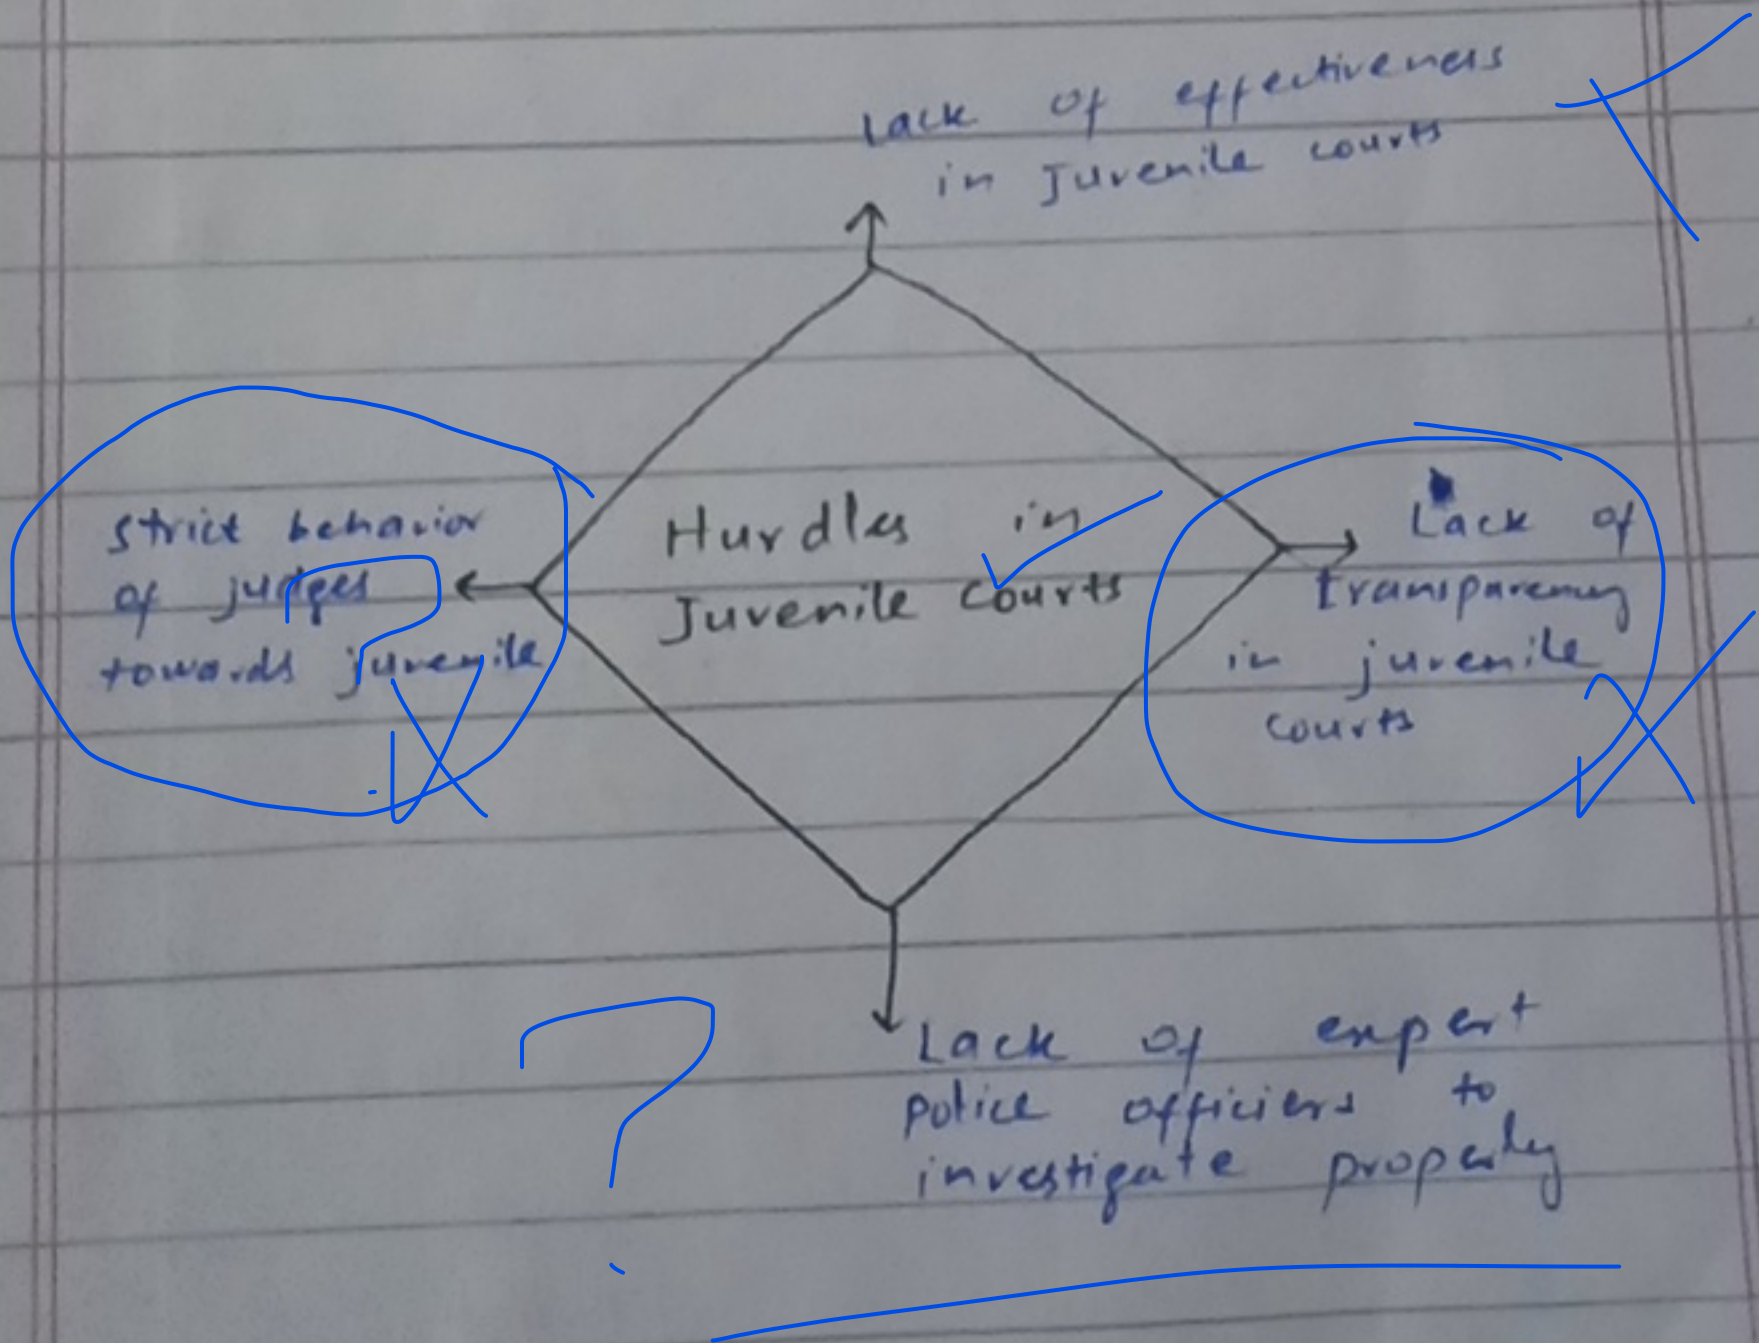 Lack of effectiveness
in Juvenile courts
Strict behavior
of judges
towards juvenile
Hurdles in
Juvenile Courts
Lack of
transparency
in juvenile
courts
Lack of expert
police officiers to
investigate properly